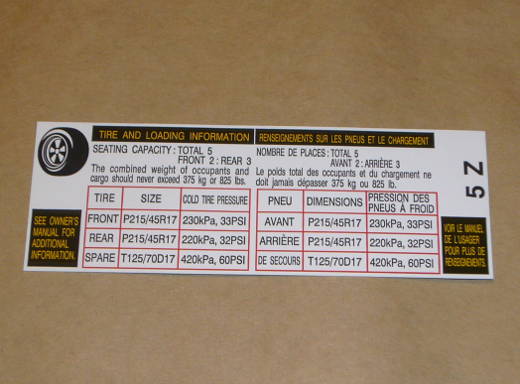 TIRE AND LOADING INFORMATION
SEATING CAPACITY: TOTAL 5
FRONT 2: REAR 3
The combined weight of occupants and
cargo should never exceed 375 kg or 825 lbs.
TIRE SIZE COLD TIRE PRESSURE
FRONT P215/45R17 230kPa, 33PSI
REAR P215/45R17 220kPa, 32PSI
SPARE T125/70D17 420kPa, 60PSI
SEE OWNER'S
MANUAL FOR
ADDITIONAL
INFORMATION.
RENSEIGNEMENTS SUR LES PNEUS ET LE CHARGEMENT
NOMBRE DE PLACES: TOTAL 5
AVANT 2: ARRIÈRE 3
Le poids total des occupants et du chargement ne
doit jamais dépasser 375 kg ou 825 lb.
PNEU DIMENSIONS PRESSION DES
PNEUS À FROID
AVANT P215/45R17 230kPa, 33PSI
ARRIÈRE P215/45R17 220kPa, 32PSI
DE SECOURS T125/70D17 420kPa, 60PSI
5 Z
VOIR LE MANUEL
DE L'USAGER
POUR PLUS DE
RENSEIGNEMENTS.